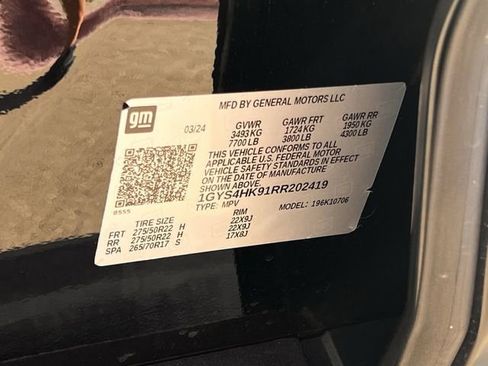 gm
MFD BY GENERAL MOTORS LLC
03/24 GVWR GAWR FRT GAWR RR
3493 KG 1724 KG 1950 KG
7700 LB 3800 LB 4300 LB
THIS VEHICLE CONFORMS TO ALL
APPLICABLE U.S. FEDERAL MOTOR
VEHICLE SAFETY STANDARDS IN EFFECT
ON THE DATE OF MANUFACTURE
SHOWN ABOVE.
1GYS4HK91RR202419
TYPE: MPV MODEL: 196K10706
8555
TIRE SIZE RIM
FRT 275/50R22 H 22X9J
RR 275/50R22 H 22X9J
SPA 265/70R17 S 17X8J